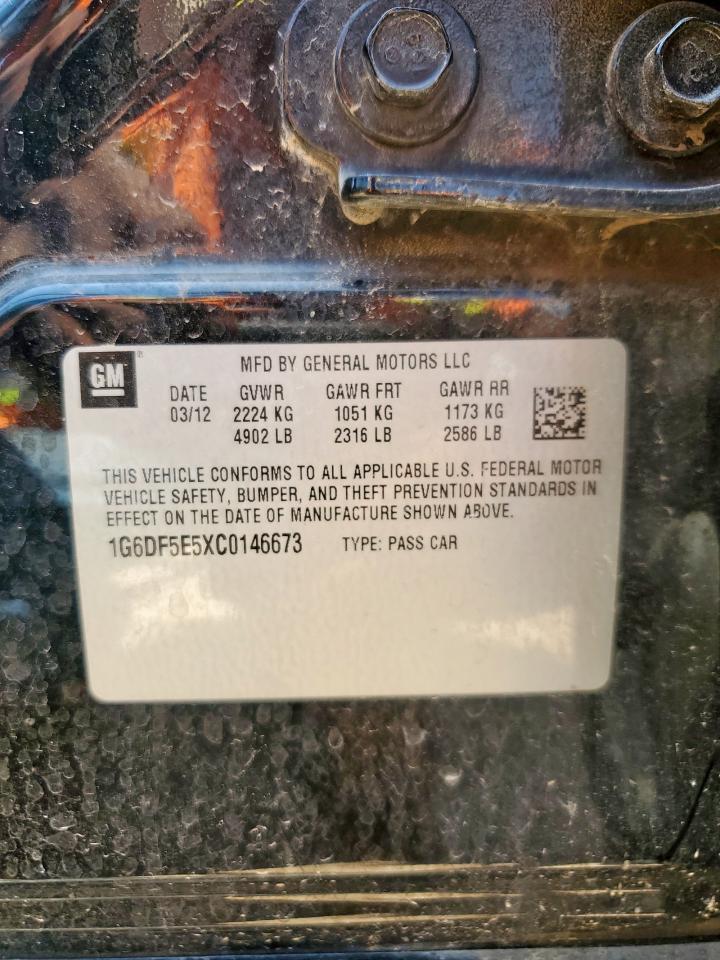 GM ®
MFD BY GENERAL MOTORS LLC
DATE GVWR GAWR FRT GAWR RR
03/12 2224 KG 1051 KG 1173 KG
4902 LB 2316 LB 2586 LB
THIS VEHICLE CONFORMS TO ALL APPLICABLE U.S. FEDERAL MOTOR
VEHICLE SAFETY, BUMPER, AND THEFT PREVENTION STANDARDS IN
EFFECT ON THE DATE OF MANUFACTURE SHOWN ABOVE.
1G6DF5E5XC0146673 TYPE: PASS CAR